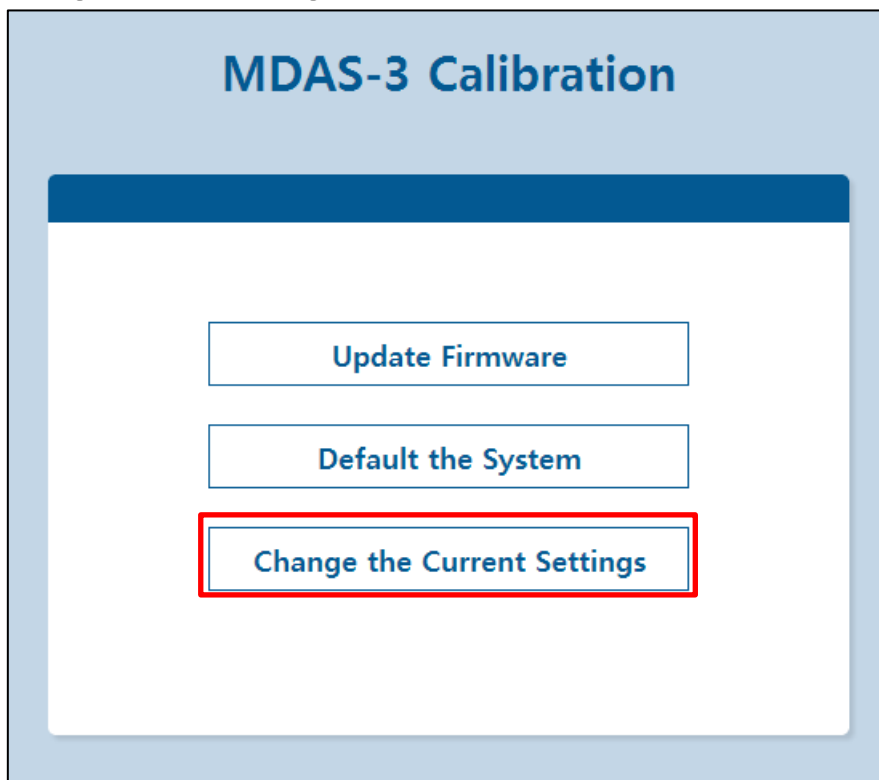 MDAS-3 Calibration
Update Firmware
Default the System
Change the Current Settings